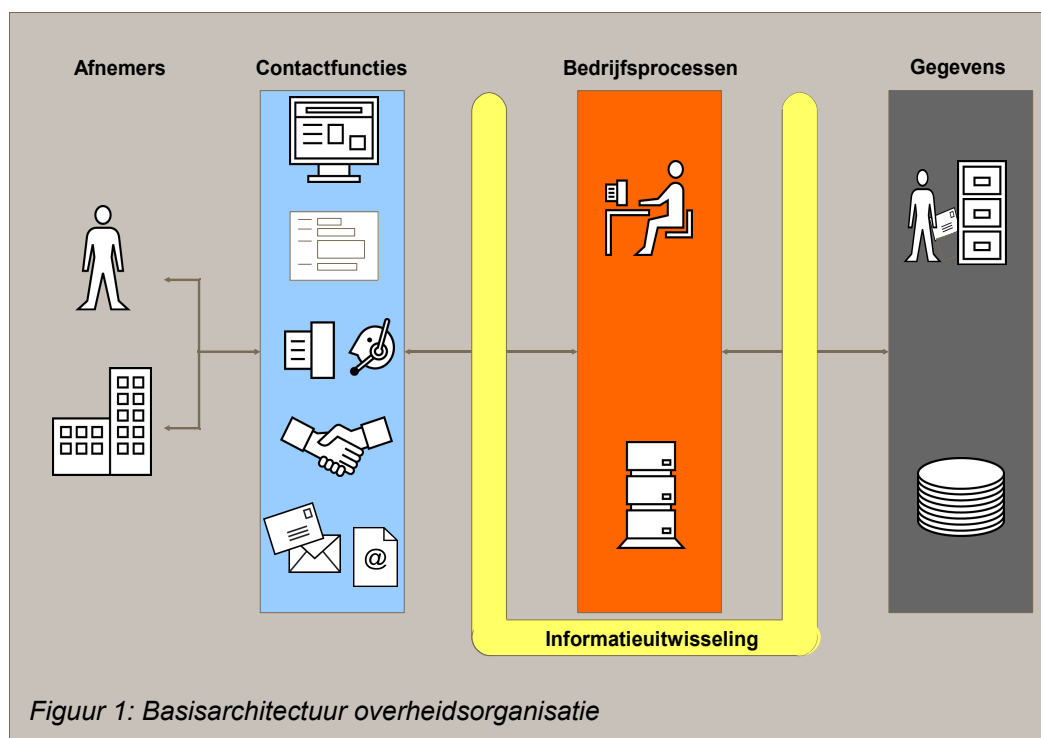 Afnemers
Contactfuncties
Bedrijfsprocessen
Gegevens
@
Informatieuitwisseling
Figuur 1: Basisarchitectuur overheidsorganisatie